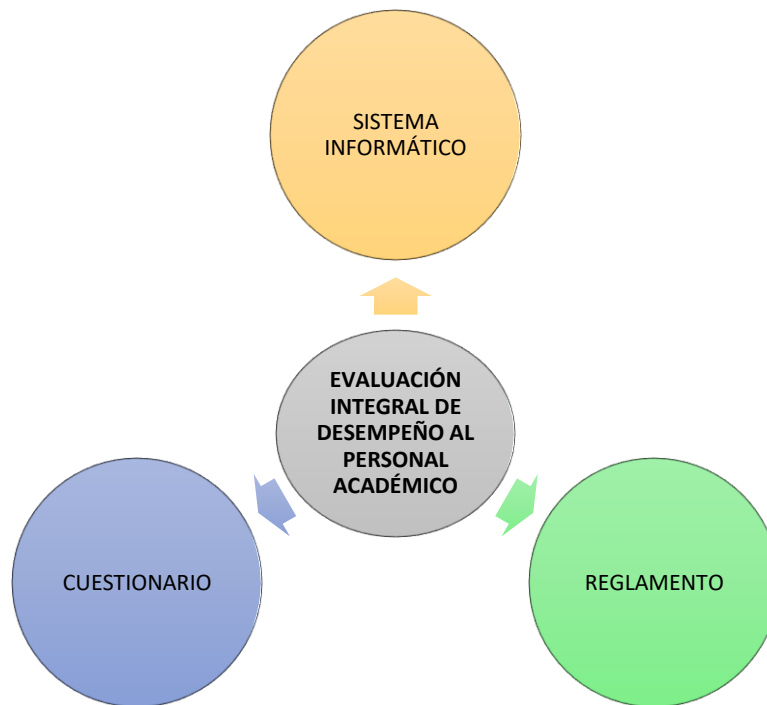 SISTEMA
INFORMÁTICO
EVALUACIÓN
INTEGRAL DE
DESEMPEÑO AL
PERSONAL
ACADÉMICO
CUESTIONARIO
REGLAMENTO